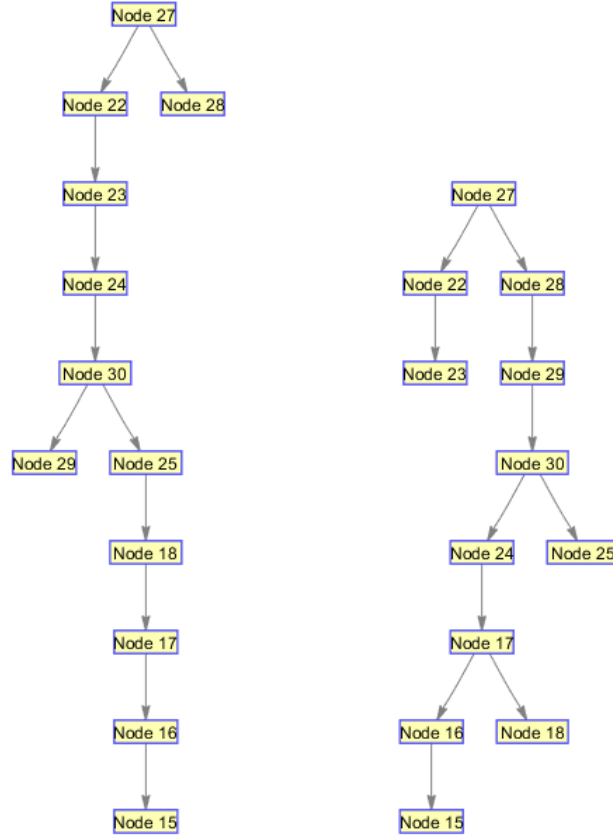 Node 27
Node 22
Node 28
Node 23
Node 24
Node 30
Node 29
Node 25
Node 18
Node 17
Node 16
Node 15
Node 27
Node 22
Node 28
Node 23
Node 29
Node 30
Node 24
Node 25
Node 17
Node 16
Node 18
Node 15